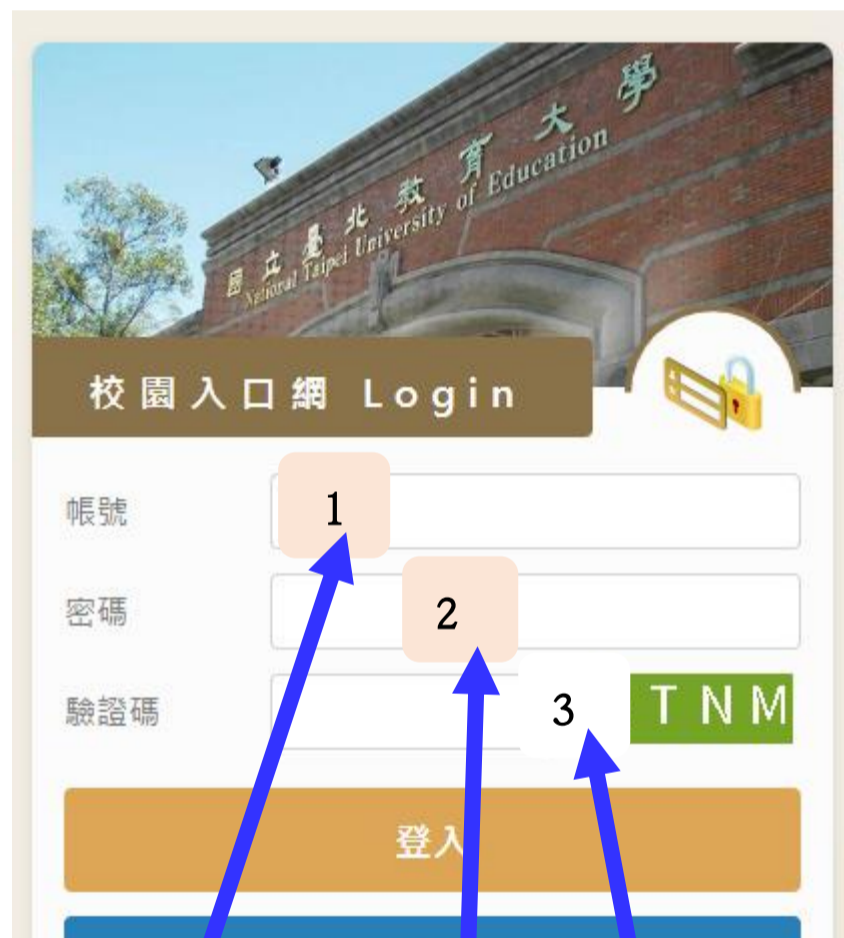 國立臺北教育大學
National Taipei University of Education
校園入口網 Login
帳號 1
密碼 2
驗證碼 3 TNM
登入